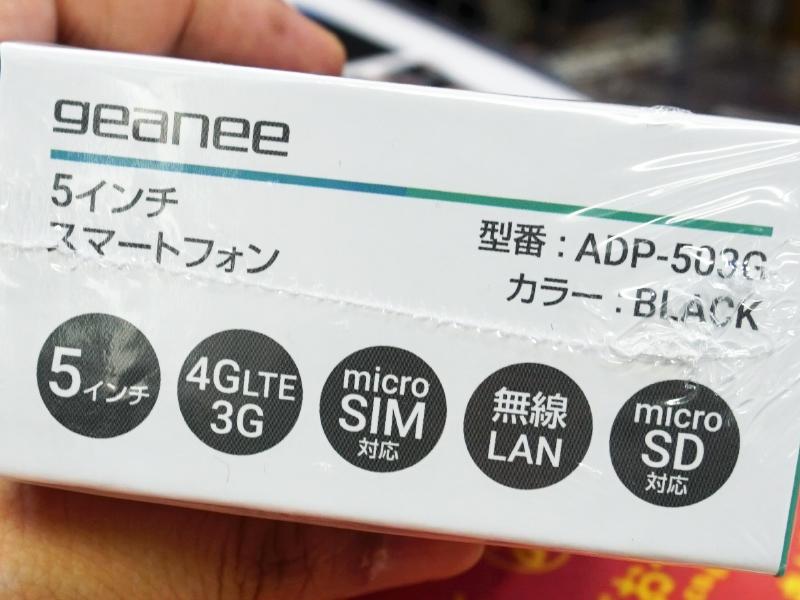 geanee
5インチ
スマートフォン
型番 : ADP-503G
カラー : BLACK
5インチ
4GLTE
3G
micro
SIM
対応
無線
LAN
micro
SD
対応